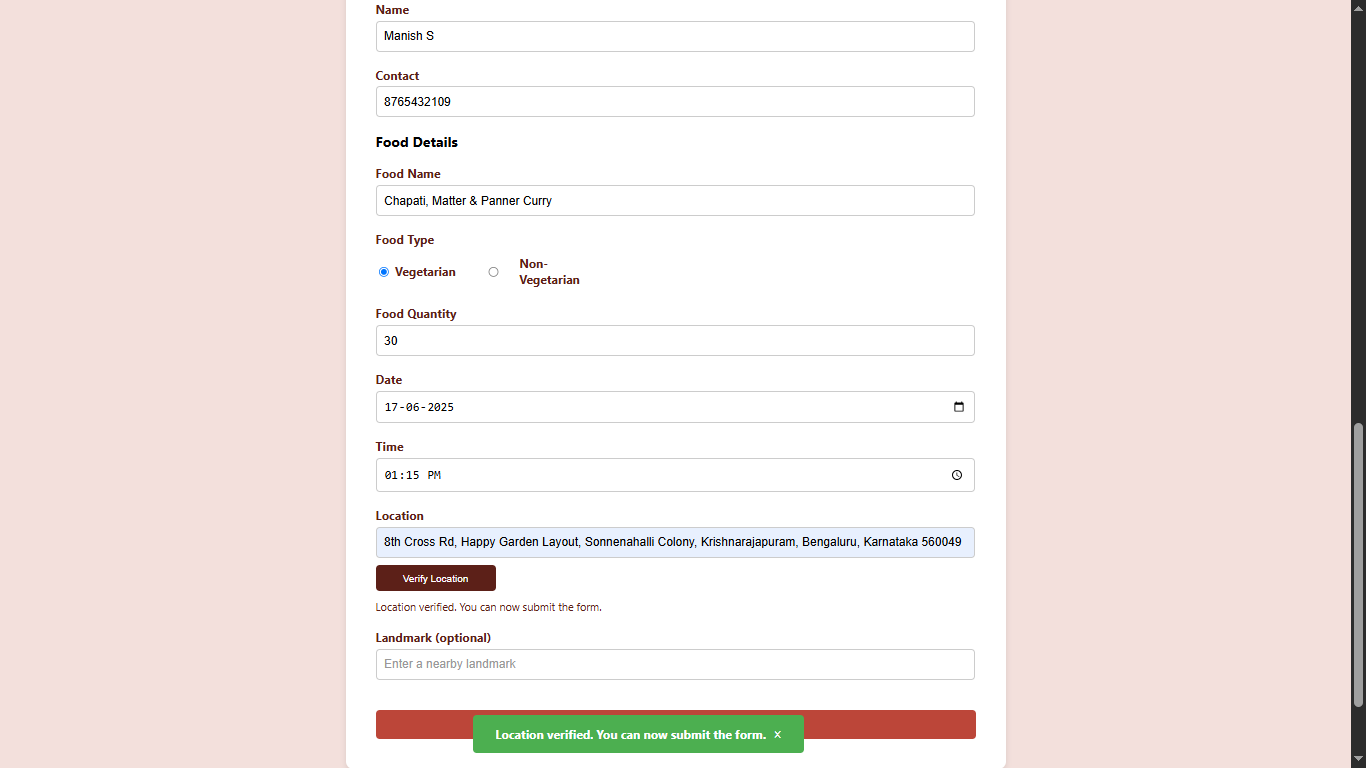 Name
Manish S
Contact
8765432109
Food Details
Food Name
Chapati, Matter & Panner Curry
Food Type
Vegetarian
Non-
Vegetarian
Food Quantity
30
Date
17-06-2025
Time
01:15 PM
Location
8th Cross Rd, Happy Garden Layout, Sonnenahalli Colony, Krishnarajapuram, Bengaluru, Karnataka 560049
Verify Location
Location verified. You can now submit the form.
Landmark (optional)
Enter a nearby landmark
Location verified. You can now submit the form. ×